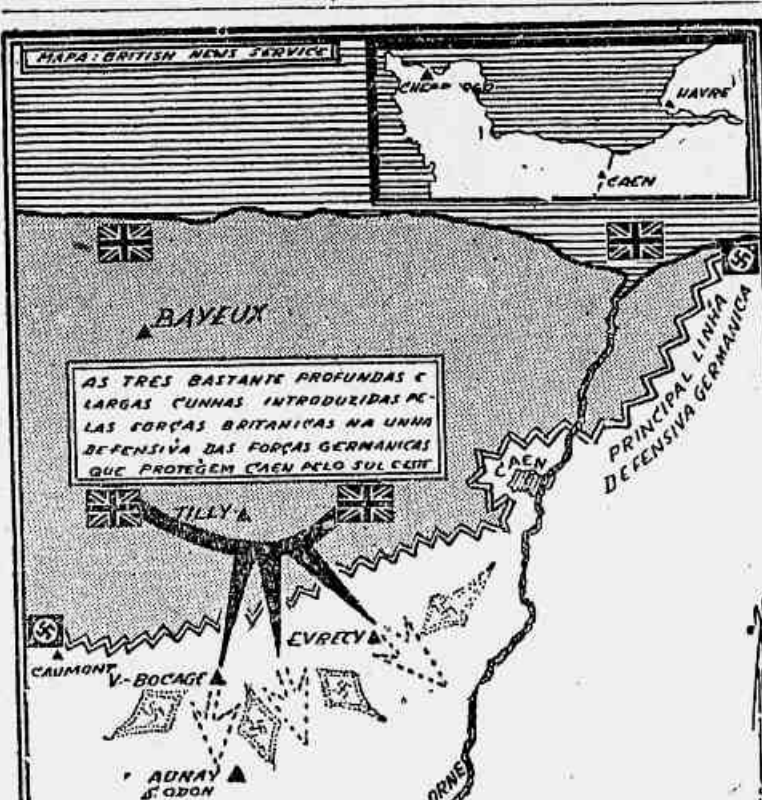 MAPA: BRITISH NEWS SERVICE
HAVRE
CAEN
BAYEUX
AS TRES BASTANTE PROFUNDAS E
LARGAS CUNHAS INTRODUZIDAS PE-
LAS FORÇAS BRITANICAS NA LINHA
DEFENSIVA DAS FORÇAS GERMANICAS
QUE PROTEGEM CAEN PELO SUL
PRINCIPAL LINHA
DEFENSIVA GERMANICA
CAEN
TILLY
EVRECY
CAUMONT
V-BOCAGE
AUNAY
S. ODON
ORNE